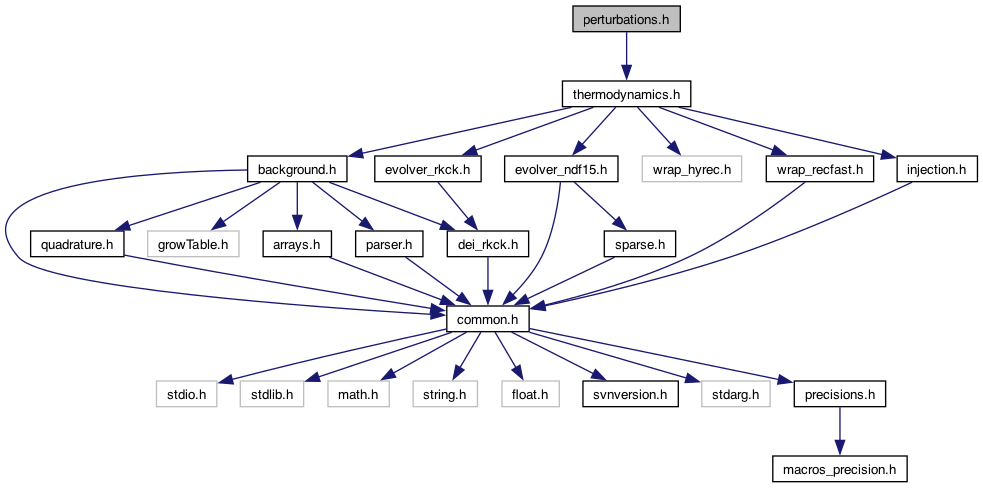 perturbations.h
thermodynamics.h
background.h
evolver_rkck.h
evolver_ndf15.h
wrap_hyrec.h
wrap_recfast.h
injection.h
quadrature.h
growTable.h
arrays.h
parser.h
dei_rkck.h
sparse.h
common.h
stdio.h
stdlib.h
math.h
string.h
float.h
svnversion.h
stdarg.h
precisions.h
macros_precision.h